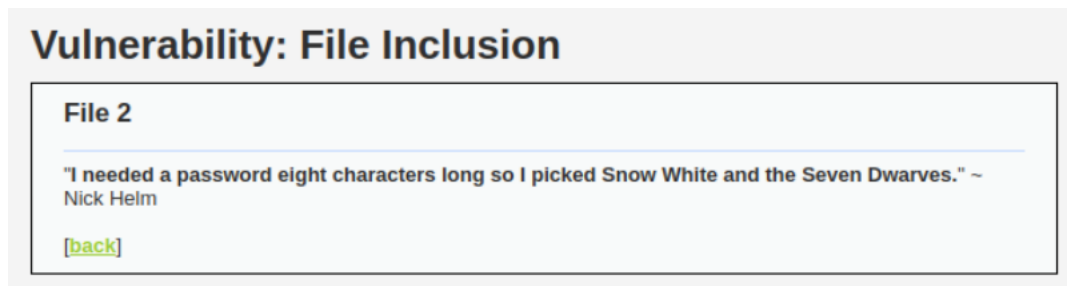 Vulnerability: File Inclusion
File 2
"I needed a password eight characters long so I picked Snow White and the Seven Dwarves." ~
Nick Helm
[back]